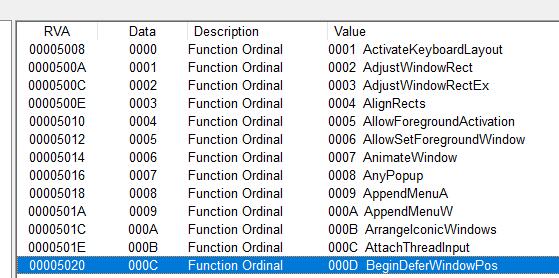 RVA Data Description Value
00005008 0000 Function Ordinal 0001 ActivateKeyboardLayout
0000500A 0001 Function Ordinal 0002 AdjustWindowRect
0000500C 0002 Function Ordinal 0003 AdjustWindowRectEx
0000500E 0003 Function Ordinal 0004 AlignRects
00005010 0004 Function Ordinal 0005 AllowForegroundActivation
00005012 0005 Function Ordinal 0006 AllowSetForegroundWindow
00005014 0006 Function Ordinal 0007 AnimateWindow
00005016 0007 Function Ordinal 0008 AnyPopup
00005018 0008 Function Ordinal 0009 AppendMenuA
0000501A 0009 Function Ordinal 000A AppendMenuW
0000501C 000A Function Ordinal 000B ArrangeIconicWindows
0000501E 000B Function Ordinal 000C AttachThreadInput
00005020 000C Function Ordinal 000D BeginDeferWindowPos